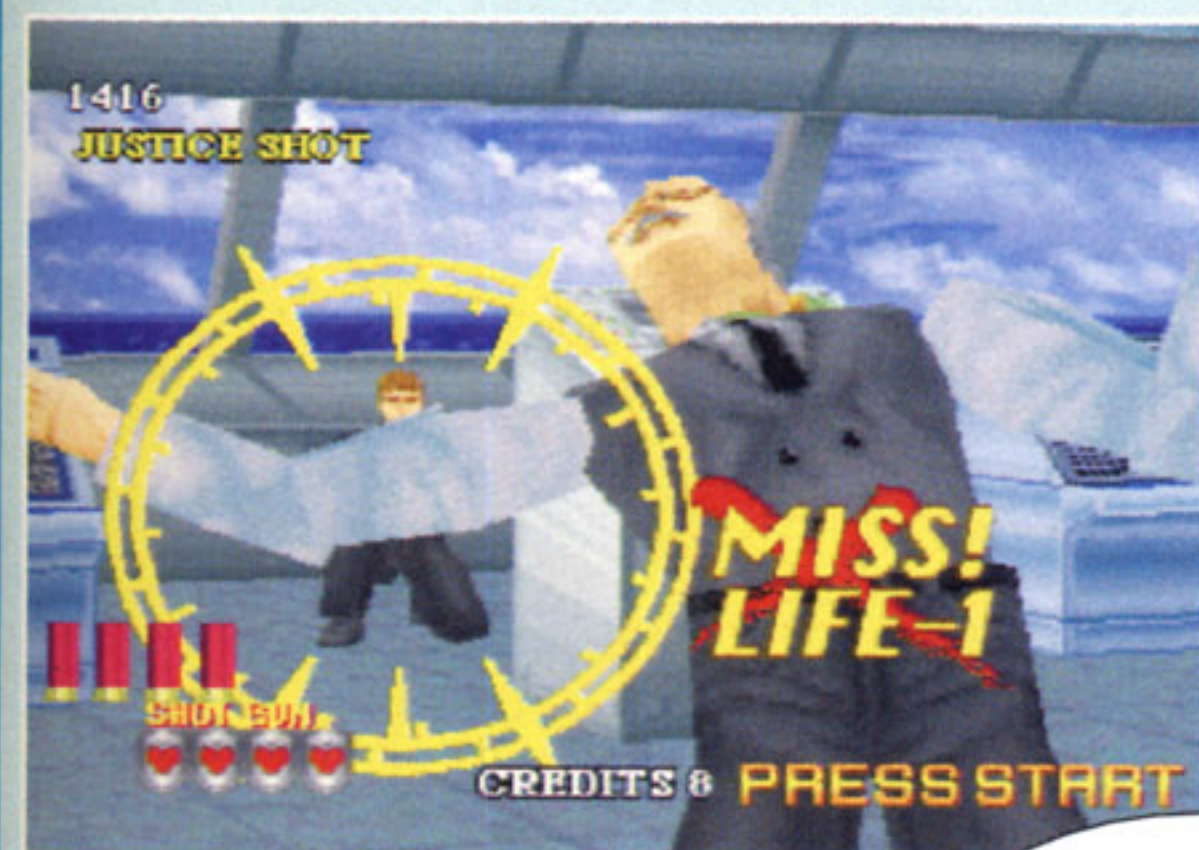 1416
JUSTICE SHOT
MISS!
LIFE-1
SHOT GUN
CREDITS 8
PRESS START